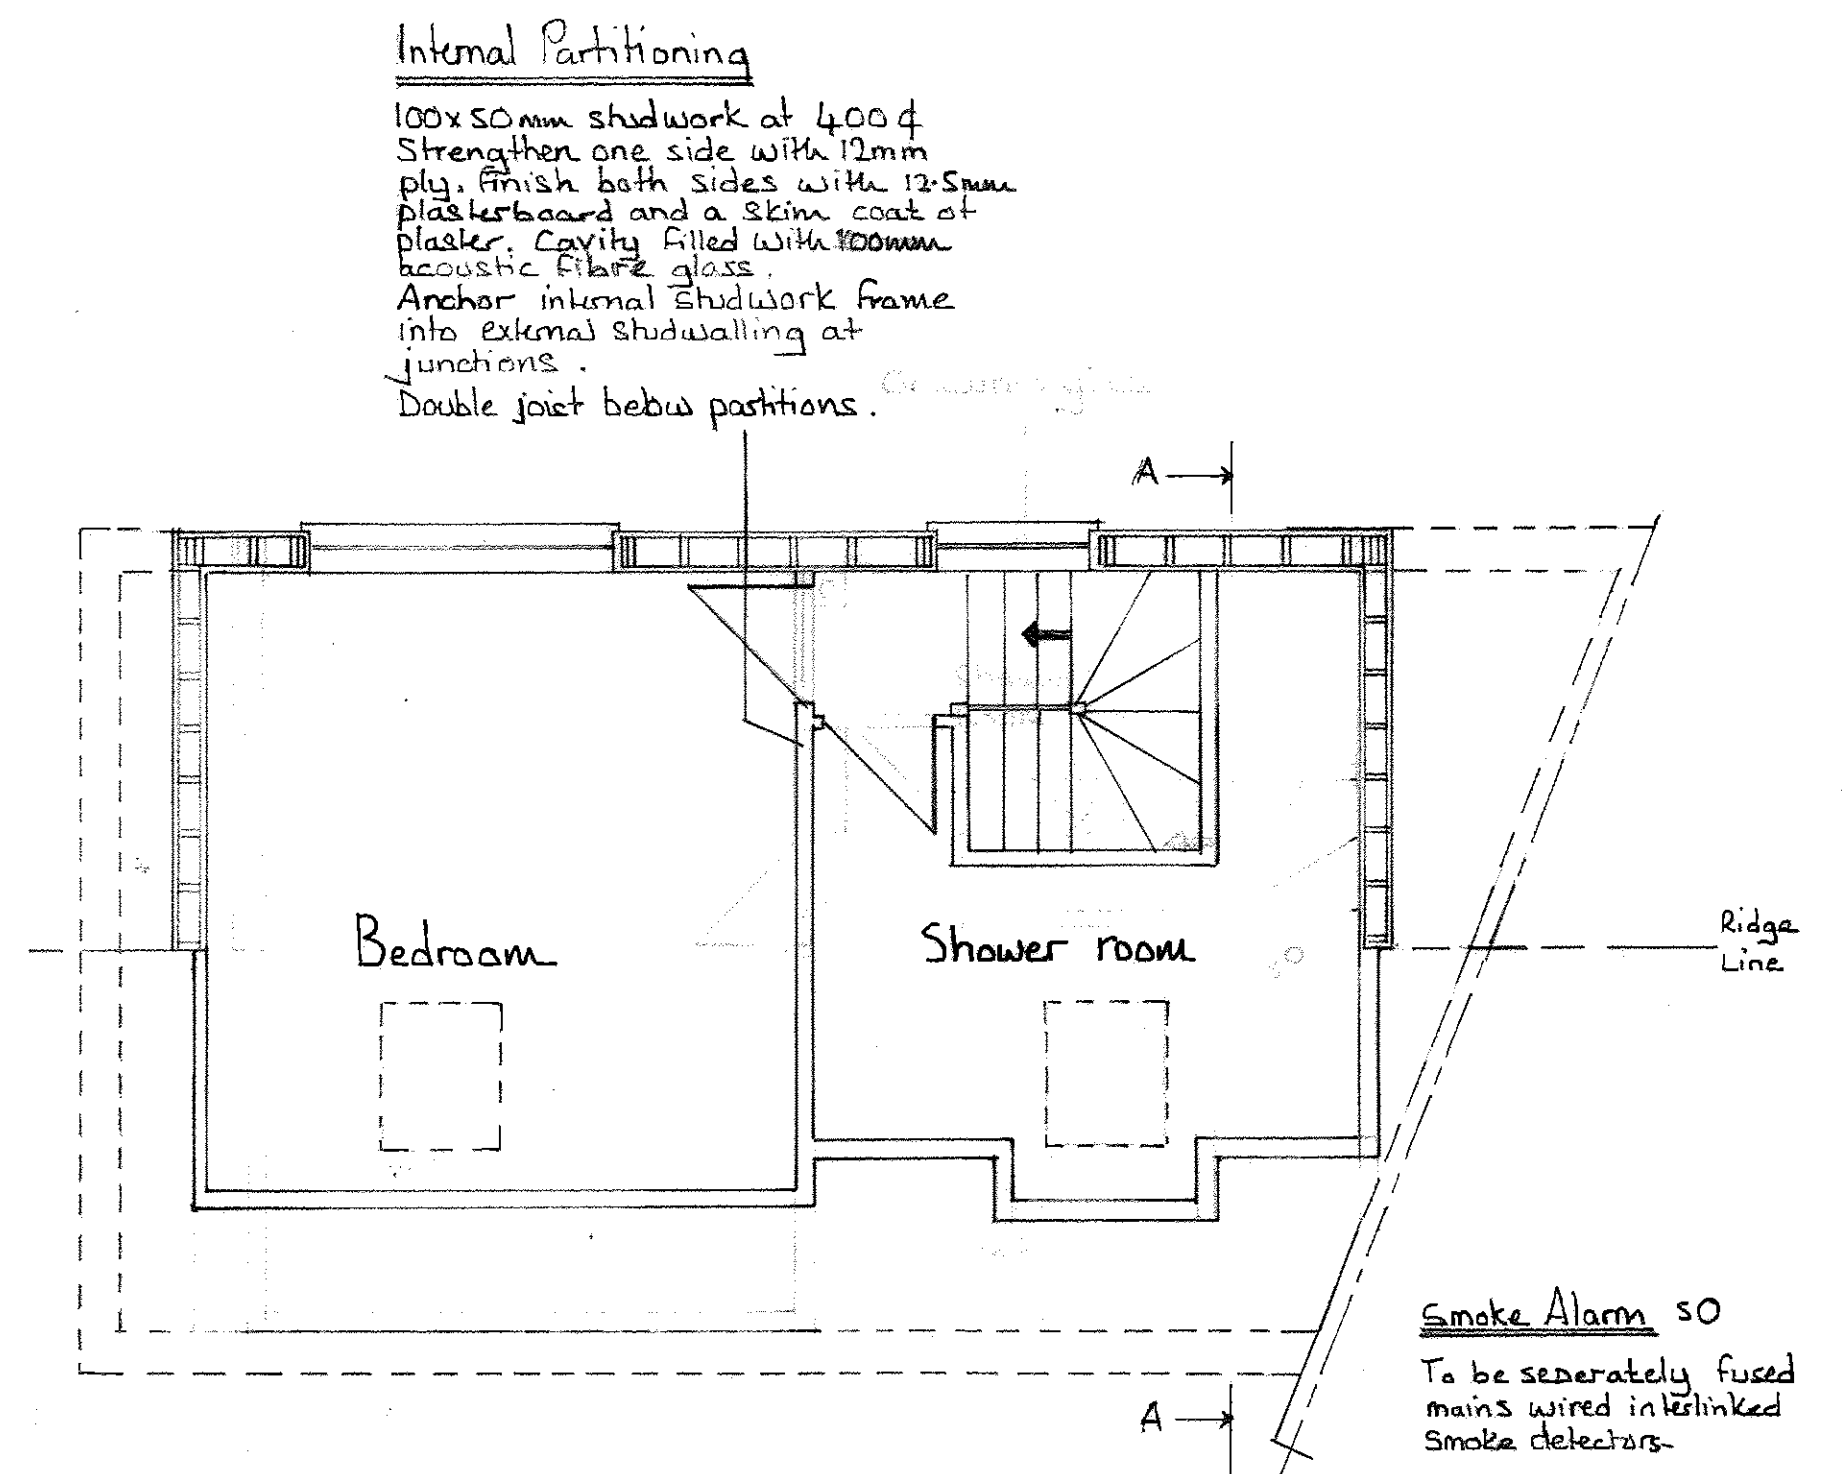 Internal Partitioning
100x50mm studwork at 400 ȼ
Strengthen one side with 12mm
ply. Finish both sides with 12.5mm
plasterboard and a skim coat of
plaster. Cavity filled with 100mm
acoustic fibre glass.
Anchor internal studwork frame
into external studwalling at
junctions.
Double joist below partitions.
A
Bedroom
Shower room
Ridge
Line
SO
Smoke Alarm SO
To be seperately fused
mains wired interlinked
Smoke detectors-
A